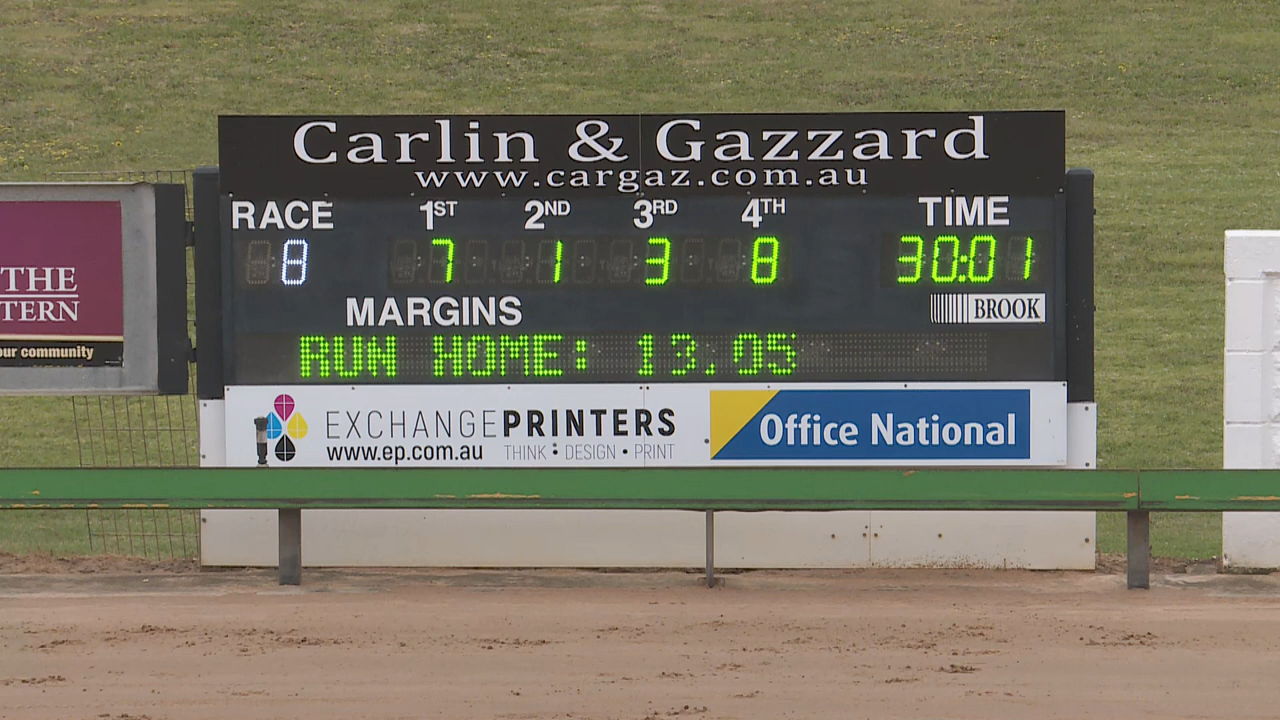 Carlin & Gazzard
www.cargaz.com.au
RACE 1ST 2ND 3RD 4TH TIME
8 7 1 3 8 30:01
MARGINS
BROOK
RUN HOME: 13.05
THE
TERN
our community
EXCHANGEPRINTERS
www.ep.com.au THINK : DESIGN • PRINT
Office National